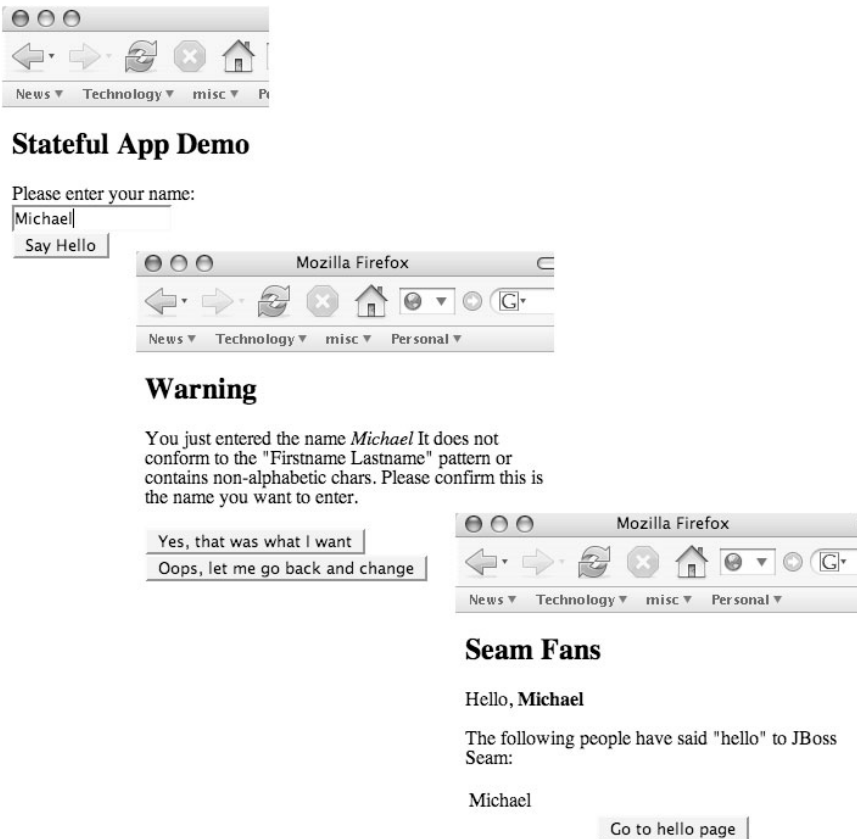 News ▼ Technology ▼ misc ▼
Stateful App Demo
Please enter your name:
Michael
Say Hello
Mozilla Firefox
G
News ▼ Technology ▼ misc ▼ Personal ▼
Warning
You just entered the name Michael It does not
conform to the "Firstname Lastname" pattern or
contains non-alphabetic chars. Please confirm this is
the name you want to enter.
Yes, that was what I want
Oops, let me go back and change
Mozilla Firefox
G
News ▼ Technology ▼ misc ▼ Personal ▼
Seam Fans
Hello, Michael
The following people have said "hello" to JBoss
Seam:
Michael
Go to hello page